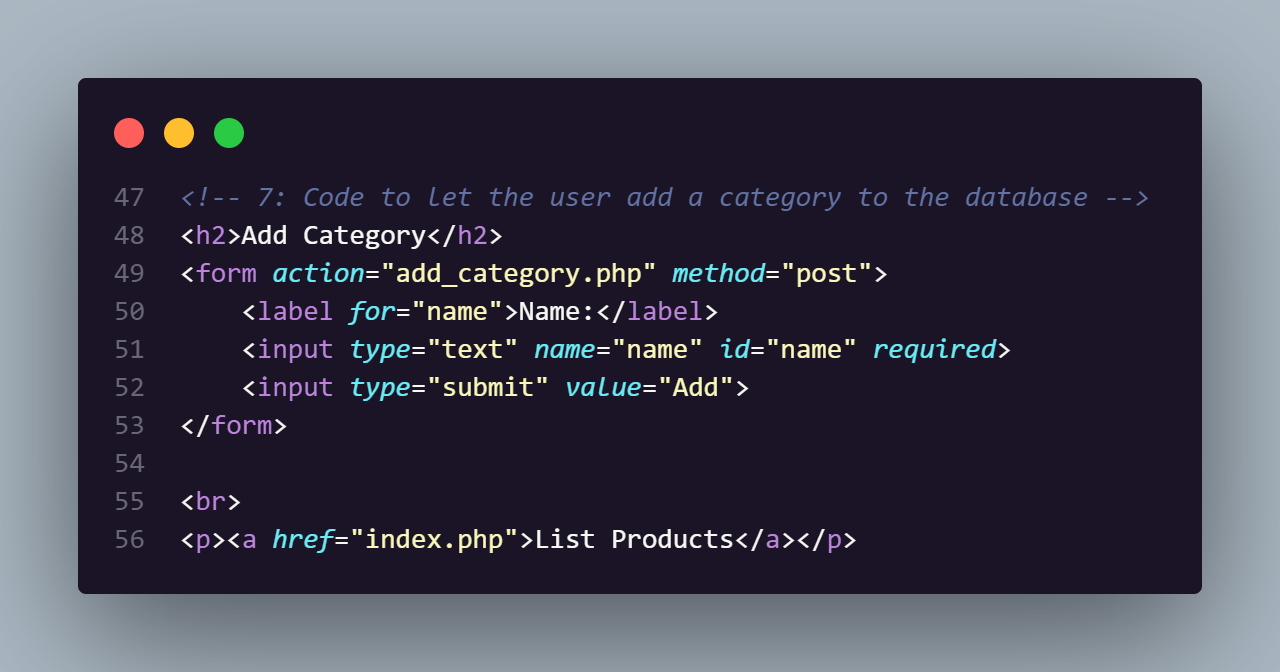 47 <!-- 7: Code to let the user add a category to the database -->
48 <h2>Add Category</h2>
49 <form action="add_category.php" method="post">
50     <label for="name">Name:</label>
51     <input type="text" name="name" id="name" required>
52     <input type="submit" value="Add">
53 </form>
54
55 <br>
56 <p><a href="index.php">List Products</a></p>